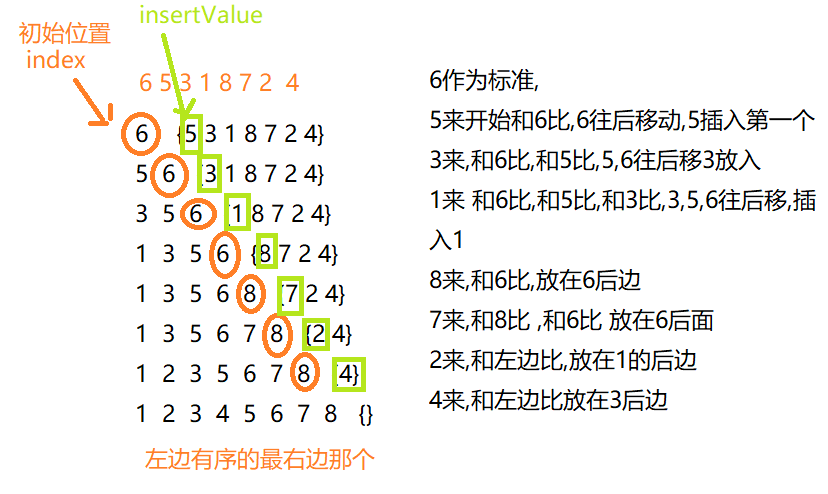 insertValue
初始位置
index
6 5 3 1 8 7 2 4
6 {5 3 1 8 7 2 4}
5 6 {3 1 8 7 2 4}
3 5 6 {1 8 7 2 4}
1 3 5 6 {8 7 2 4}
1 3 5 6 8 {7 2 4}
1 3 5 6 7 8 {2 4}
1 2 3 5 6 7 8 {4}
1 2 3 4 5 6 7 8 {}
左边有序的最右边那个
6作为标准,
5来开始和6比,6往后移动,5插入第一个
3来,和6比,和5比,5,6往后移3放入
1来 和6比,和5比,和3比,3,5,6往后移,插
入1
8来,和6比,放在6后边
7来,和8比 ,和6比 放在6后面
2来,和左边比,放在1的后边
4来,和左边比放在3后边